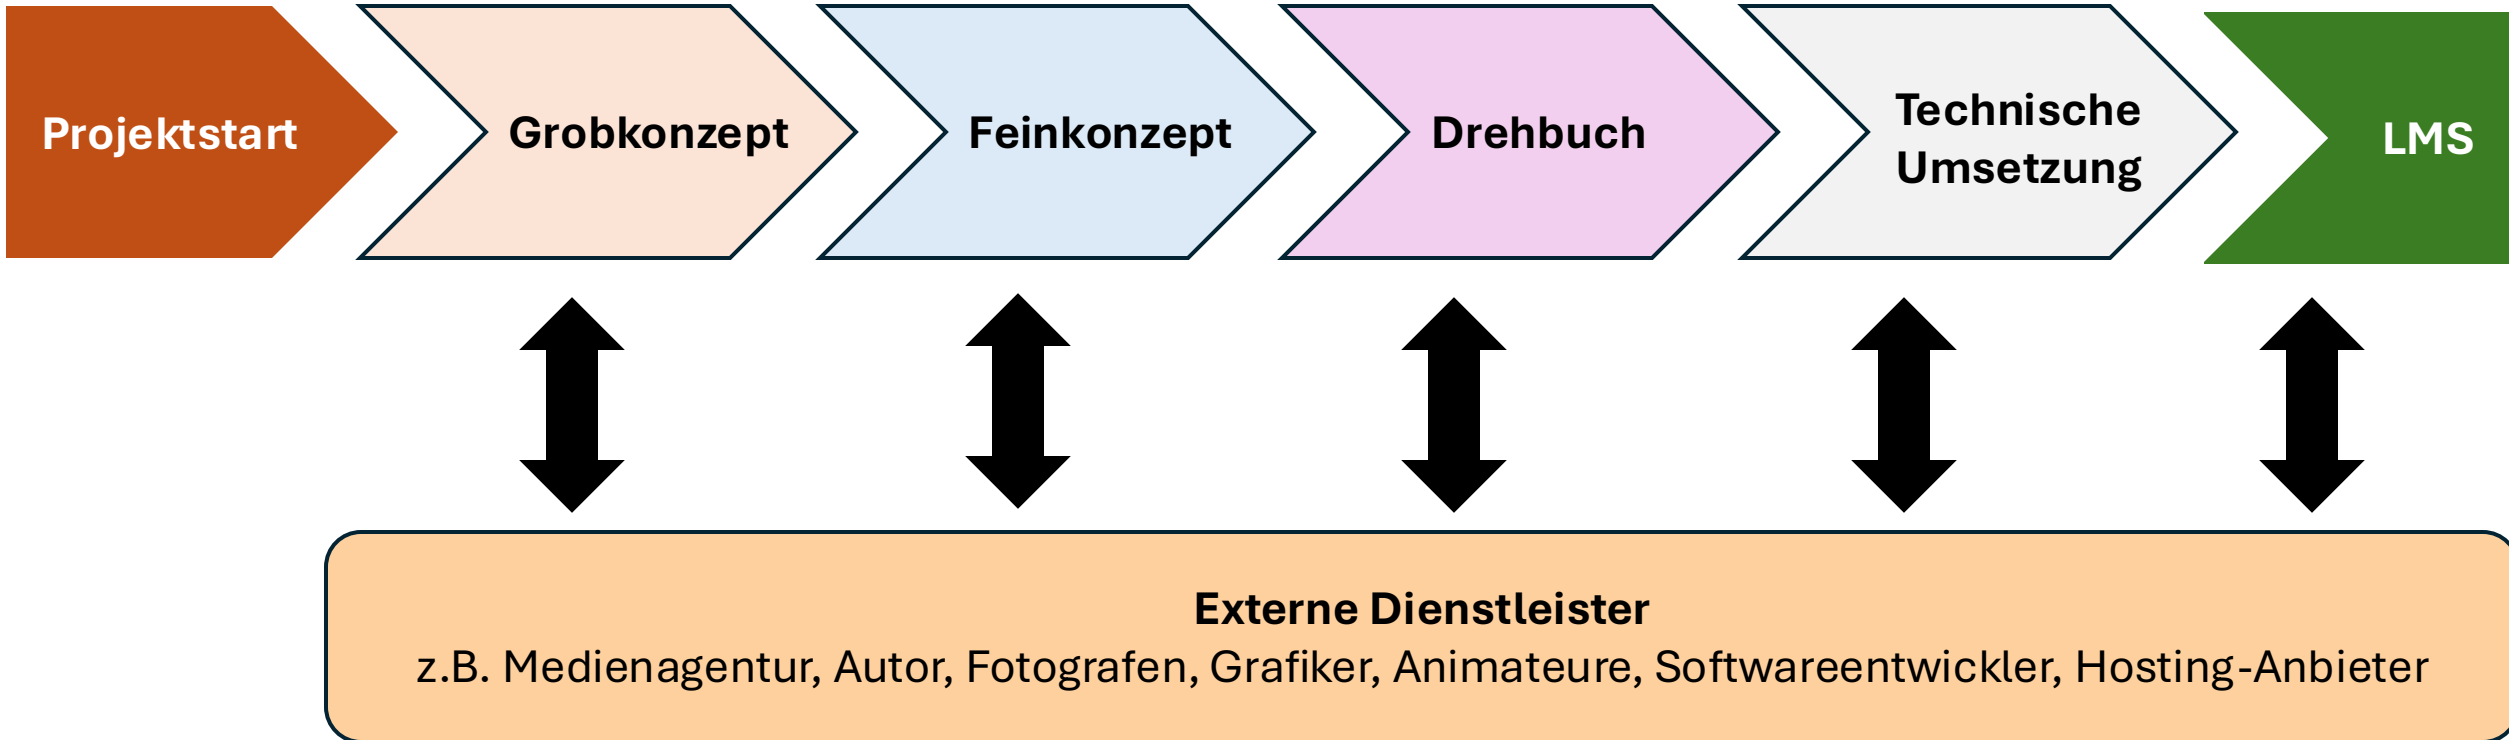 Projektstart
Grobkonzept
Feinkonzept
Drehbuch
Technische
Umsetzung
LMS
Externe Dienstleister
z.B. Medienagentur, Autor, Fotografen, Grafiker, Animateure, Softwareentwickler, Hosting-Anbieter